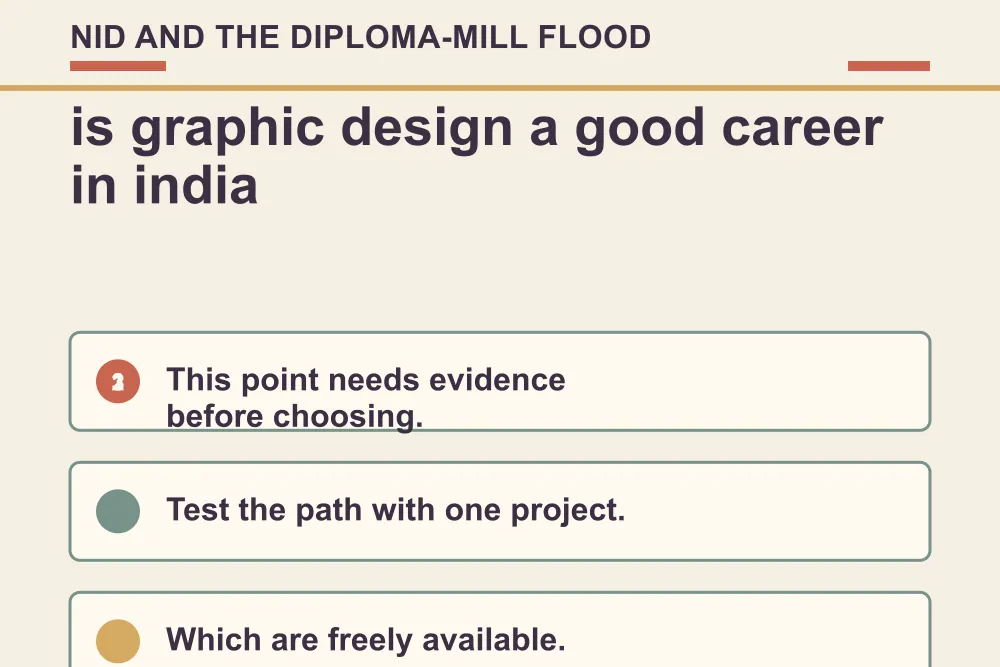 NID AND THE DIPLOMA-MILL FLOOD
is graphic design a good career
in india
This point needs evidence
before choosing.
Test the path with one project.
Which are freely available.